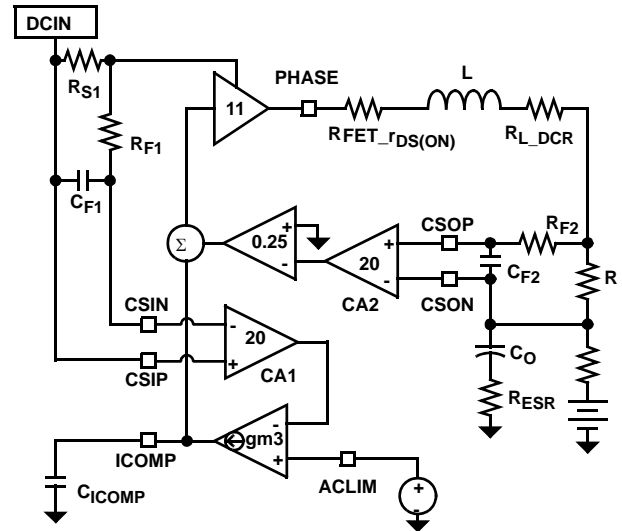 DCIN
RS1
11
PHASE
RFET_rDS(ON)
L
RL_DCR
RF1
CF1
Σ
0.25
+
-
20
+
-
CA2
CSOP
CSON
RF2
CF2
R
CSIN
CSIP
-
20
+
CA1
CO
RESR
ICOMP
gm3
-
+
CICOMP
ACLIM
+
-